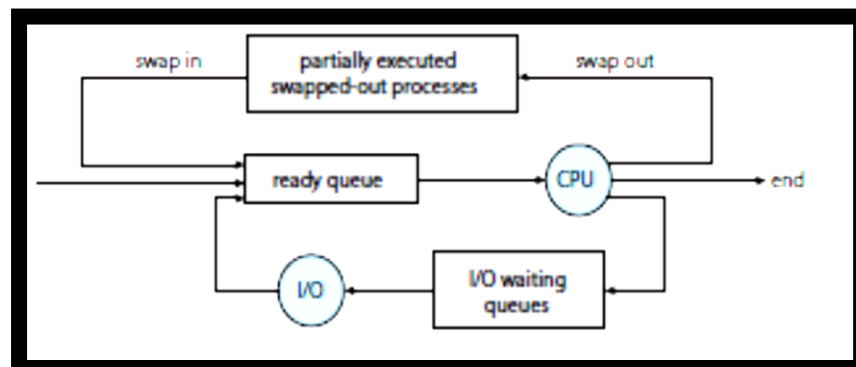 swap in
partially executed
swapped-out processes
swap out
ready queue
CPU
end
I/O
I/O waiting
queues